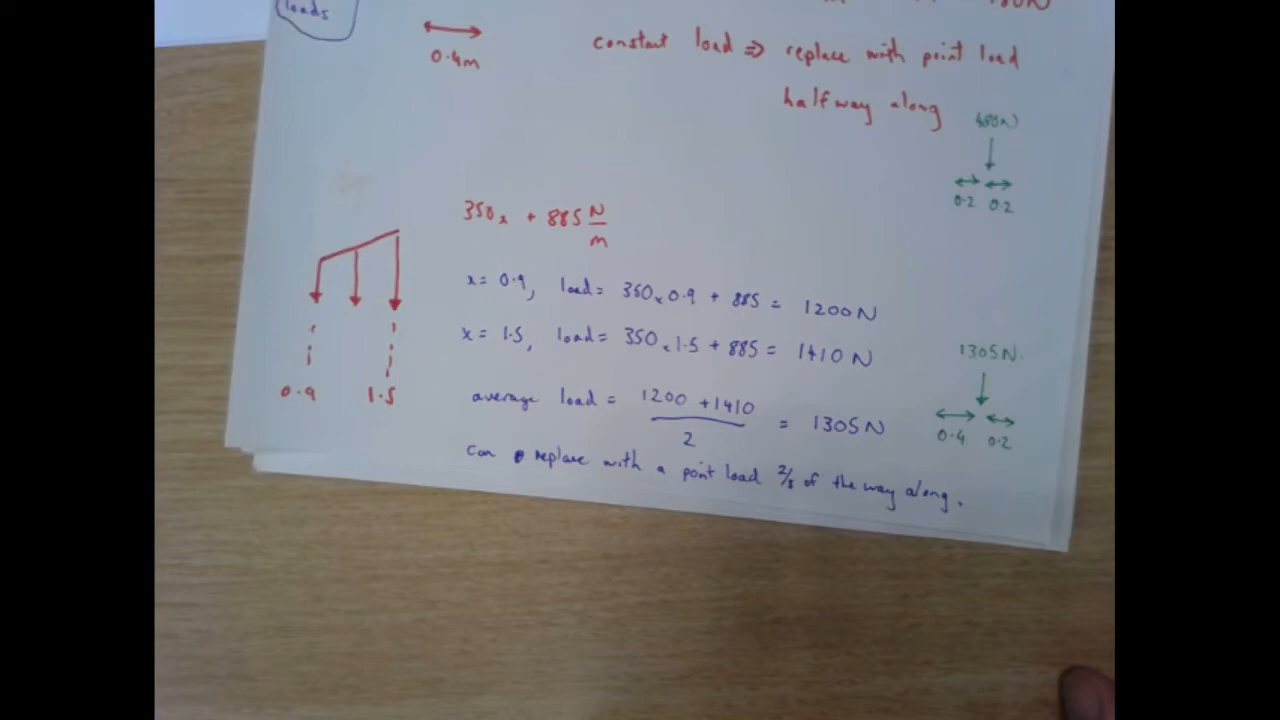 loads
0.4m
constant load ⇒ replace with point load
halfway along
480N
0.2 0.2
350x + 885 N/m
x = 0.9, load = 350 x 0.9 + 885 = 1200N
x = 1.5, load = 350 x 1.5 + 885 = 1410 N
1305N.
0.9 1.5
average load = 1200 + 1410 / 2 = 1305N
0.4 0.2
can replace with a point load 2/3 of the way along.